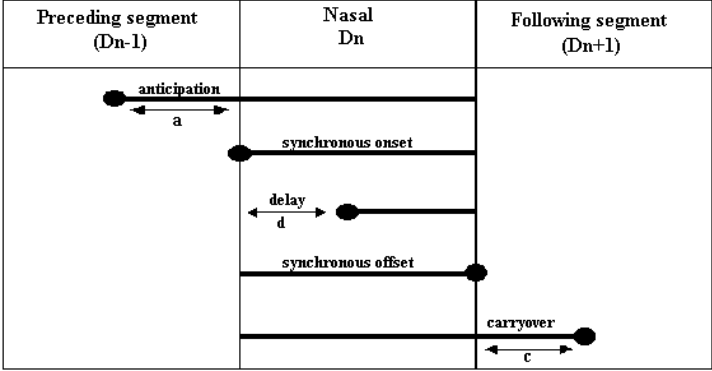 Preceding segment
(Dn-1)
Nasal
Dn
Following segment
(Dn+1)
anticipation
a
synchronous onset
delay
d
synchronous offset
carryover
c